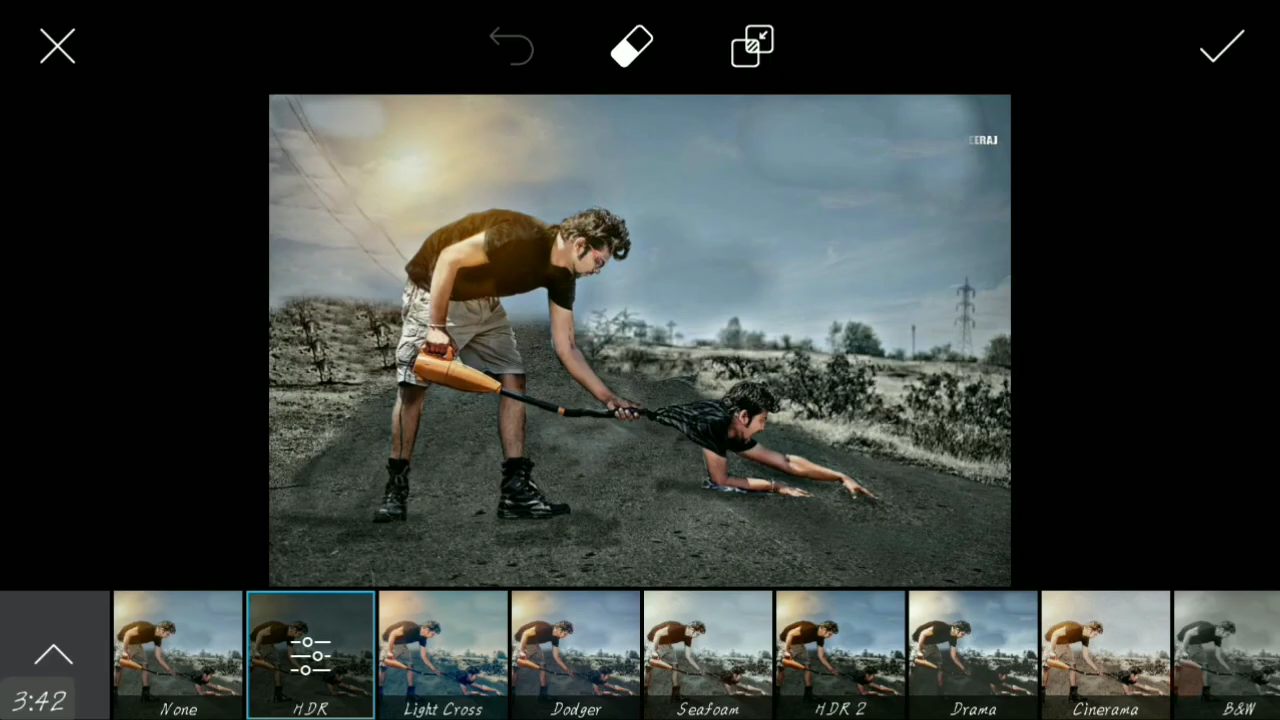 EERAJ
3:42
None
HDR
Light Cross
Dodger
Seafoam
HDR 2
Drama
Cinerama
B&W